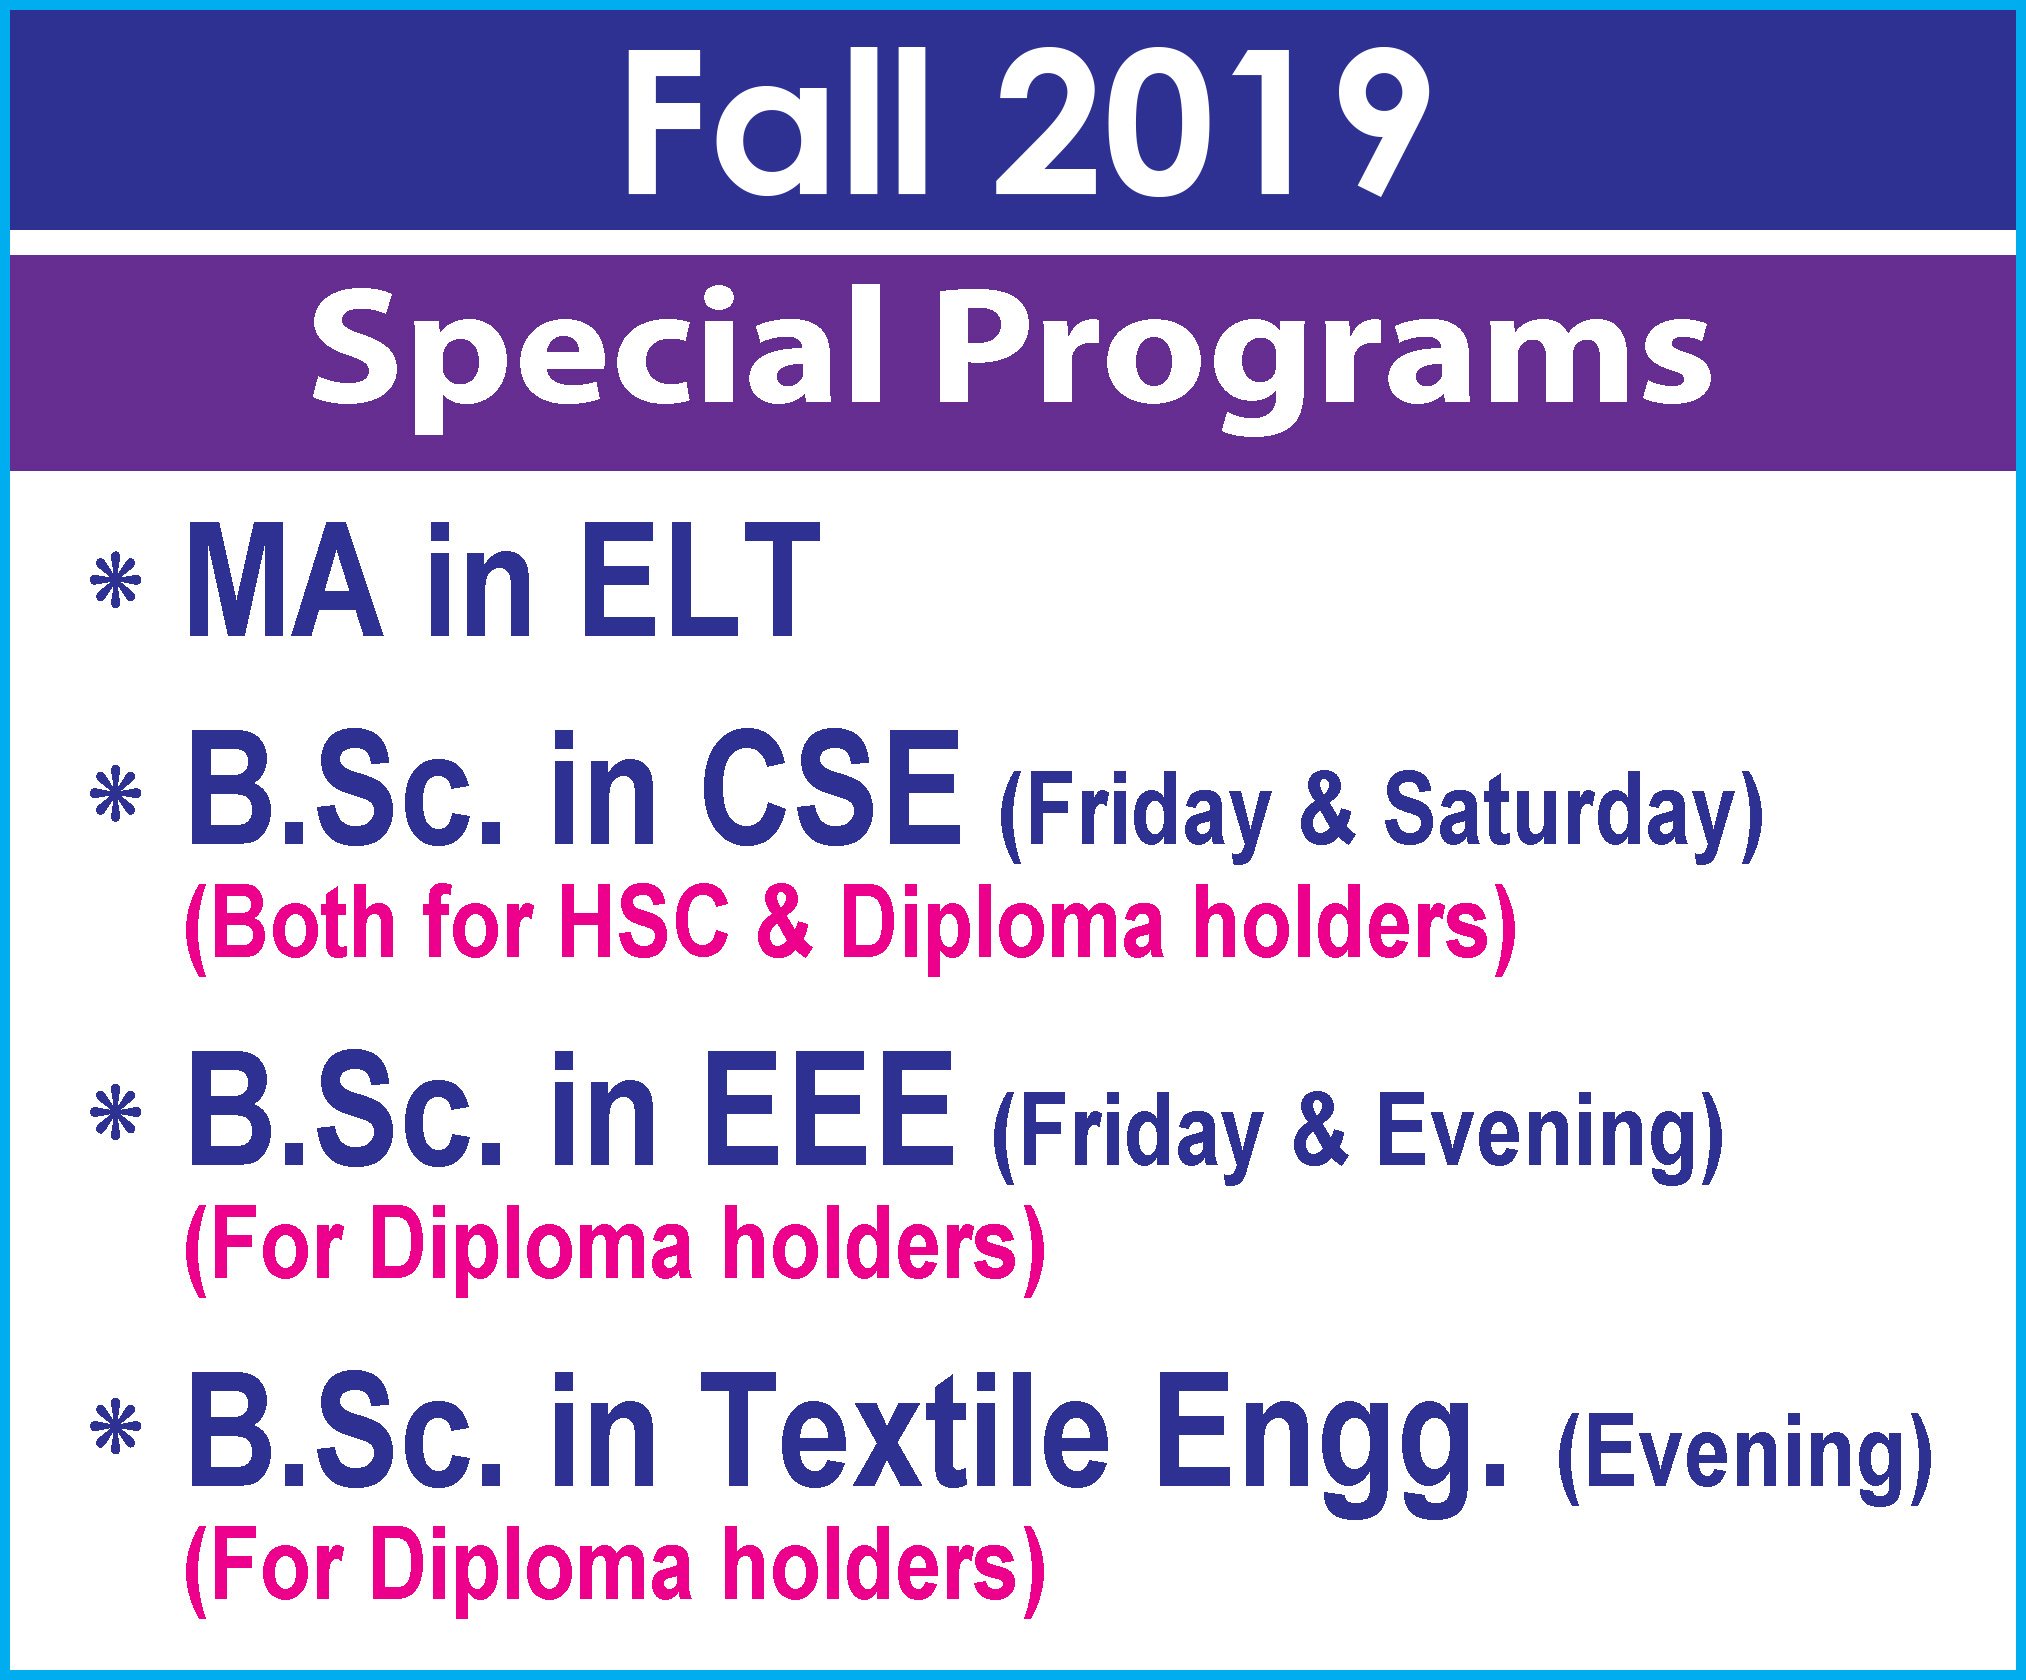 Fall 2019
Special Programs
* MA in ELT
* B.Sc. in CSE (Friday & Saturday)
(Both for HSC & Diploma holders)
* B.Sc. in EEE (Friday & Evening)
(For Diploma holders)
* B.Sc. in Textile Engg. (Evening)
(For Diploma holders)